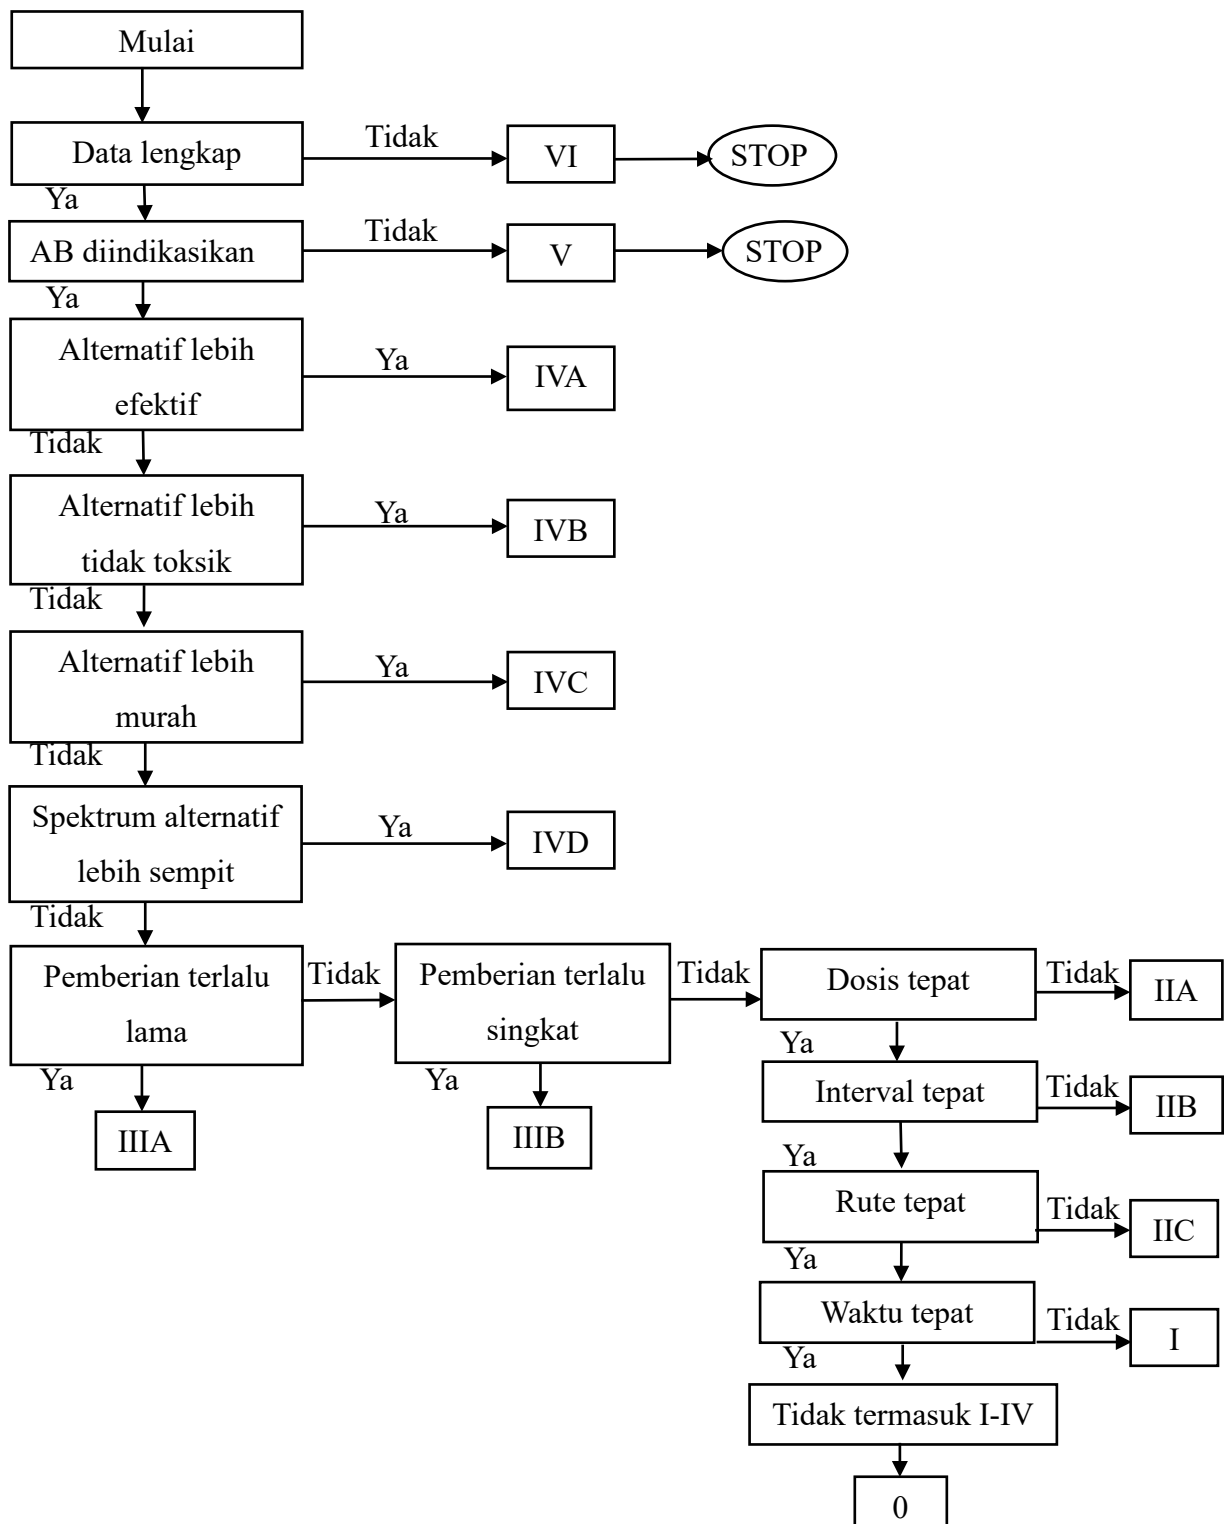 Mulai
Data lengkap
Tidak
VI
STOP
Ya
AB diindikasikan
Tidak
V
STOP
Ya
Alternatif lebih
efektif
Ya
IVA
Tidak
Alternatif lebih
tidak toksik
Ya
IVB
Tidak
Alternatif lebih
murah
Ya
IVC
Tidak
Spektrum alternatif
lebih sempit
Ya
IVD
Tidak
Pemberian terlalu
lama
Tidak
Ya
IIIA
Pemberian terlalu
singkat
Tidak
Ya
IIIB
Dosis tepat
Tidak
IIA
Ya
Interval tepat
Tidak
IIB
Ya
Rute tepat
Tidak
IIC
Ya
Waktu tepat
Tidak
I
Ya
Tidak termasuk I-IV
0